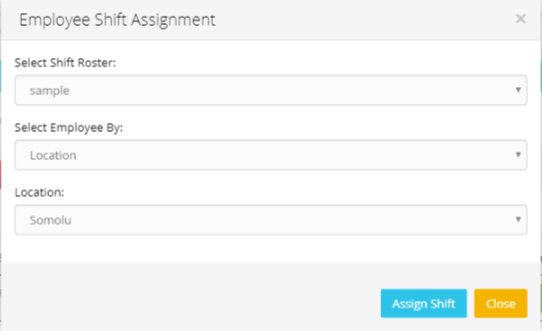 Employee Shift Assignment ×
Select Shift Roster:
sample
Select Employee By:
Location
Location:
Somolu
Assign Shift Close